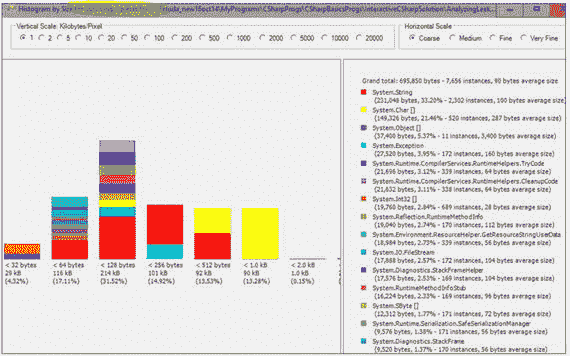 Histogram by Size
\MyPrograms\CSharpProgs\CSharpBasicsProgs\InteractiveCSharpSolution\AnalyzingLeak...
Vertical Scale: Kilobytes/Pixel
1 2 5 10 20 50 100 200 500 1000 2000 5000 10000 20000
Horizontal Scale
Coarse Medium Fine Very Fine
Grand total: 695,850 bytes - 7,656 instances, 90 bytes average size)
System.String
(231,048 bytes, 33.20% - 2,302 instances, 100 bytes average size)
System.Char []
(149,326 bytes, 21.46% - 520 instances, 287 bytes average size)
System.Object []
(37,400 bytes, 5.37% - 11 instances, 3,400 bytes average size)
System.Exception
(27,520 bytes, 3.95% - 172 instances, 160 bytes average size)
System.Runtime.CompilerServices.RuntimeHelpers.TryCode
(21,696 bytes, 3.12% - 339 instances, 64 bytes average size)
System.Runtime.CompilerServices.RuntimeHelpers.CleanupCode
(21,632 bytes, 3.11% - 338 instances, 64 bytes average size)
System.Int32 []
(19,760 bytes, 2.84% - 689 instances, 28 bytes average size)
System.Reflection.RuntimeMethodInfo
(19,040 bytes, 2.74% - 170 instances, 112 bytes average size)
System.Environment.ResourceHelper.GetResourceStringUserData
(18,984 bytes, 2.73% - 339 instances, 56 bytes average size)
System.IO.FileStream
(17,888 bytes, 2.57% - 172 instances, 104 bytes average size)
System.Diagnostics.StackFrameHelper
(17,576 bytes, 2.53% - 169 instances, 104 bytes average size)
System.RuntimeMethodInfoStub
(16,224 bytes, 2.33% - 169 instances, 96 bytes average size)
System.SByte []
(12,312 bytes, 1.77% - 171 instances, 72 bytes average size)
System.Runtime.Serialization.SafeSerializationManager
(9,576 bytes, 1.38% - 171 instances, 56 bytes average size)
System.Diagnostics.StackFrame
(9,520 bytes, 1.37% - 170 instances, 56 bytes average size)
< 32 bytes < 64 bytes < 128 bytes < 256 bytes < 512 bytes < 1.0 kB < 2.0 kB
29 kB 116 kB 214 kB 101 kB 92 kB 90 kB 1.0 kB
(4.32%) (17.11%) (31.52%) (14.92%) (13.53%) (13.28%) (0.15%)